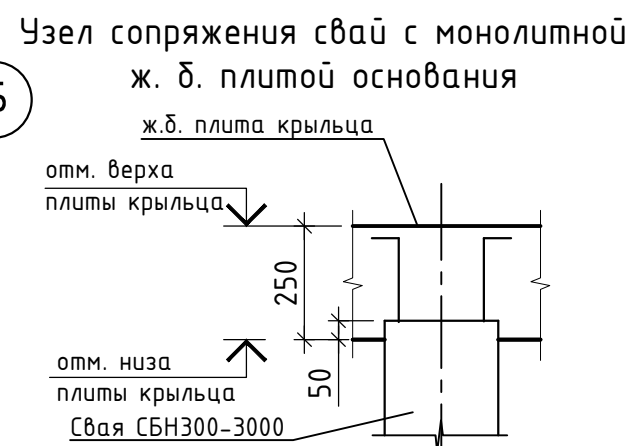 Узел сопряжения свай с монолитной
ж. б. плитой основания
ж.б. плита крыльца
отм. верха
плиты крыльца
250
50
отм. низа
плиты крыльца
Свая СБН300-3000